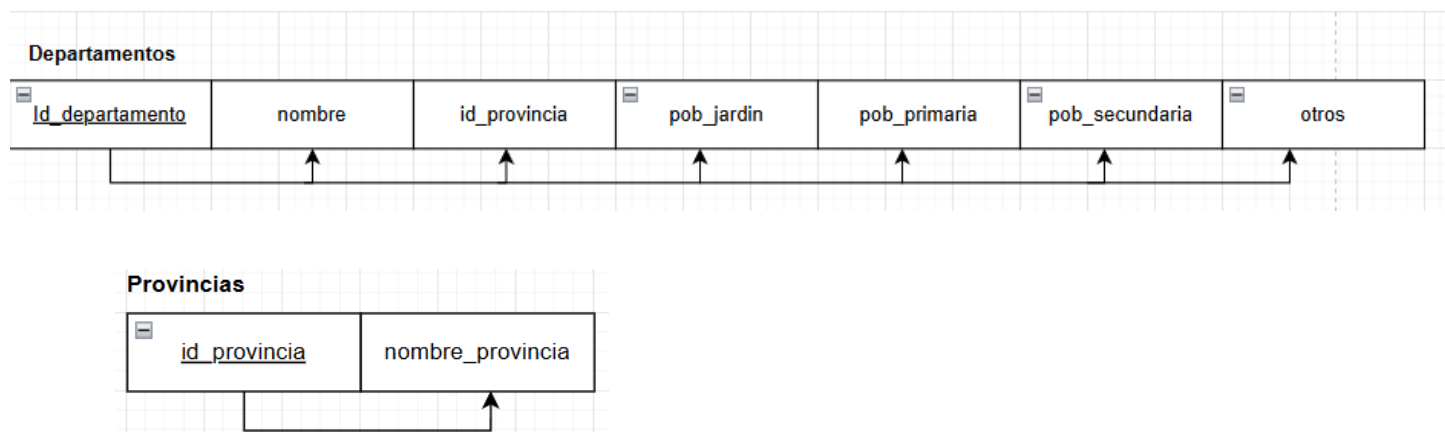 Departamentos
Id_departamento nombre id_provincia pob_jardin pob_primaria pob_secundaria otros
Provincias
id_provincia nombre_provincia